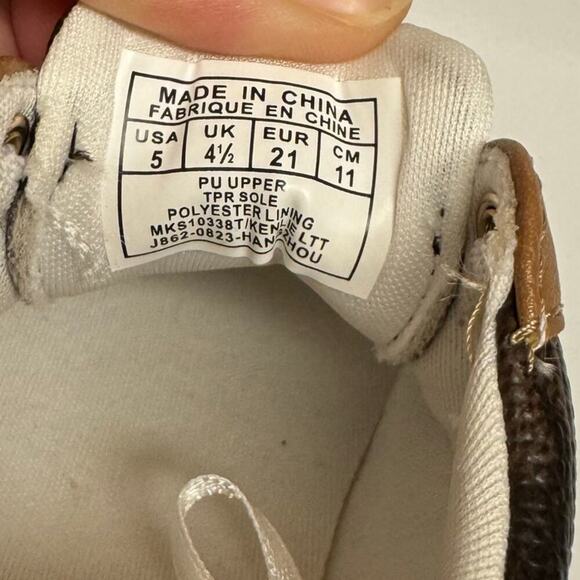 MADE IN CHINA
FABRIQUE EN CHINE
USA UK EUR CM
5 4½ 21 11
PU UPPER
TPR SOLE
POLYESTER LINING
LTT
J862-0823-HANGZHOU